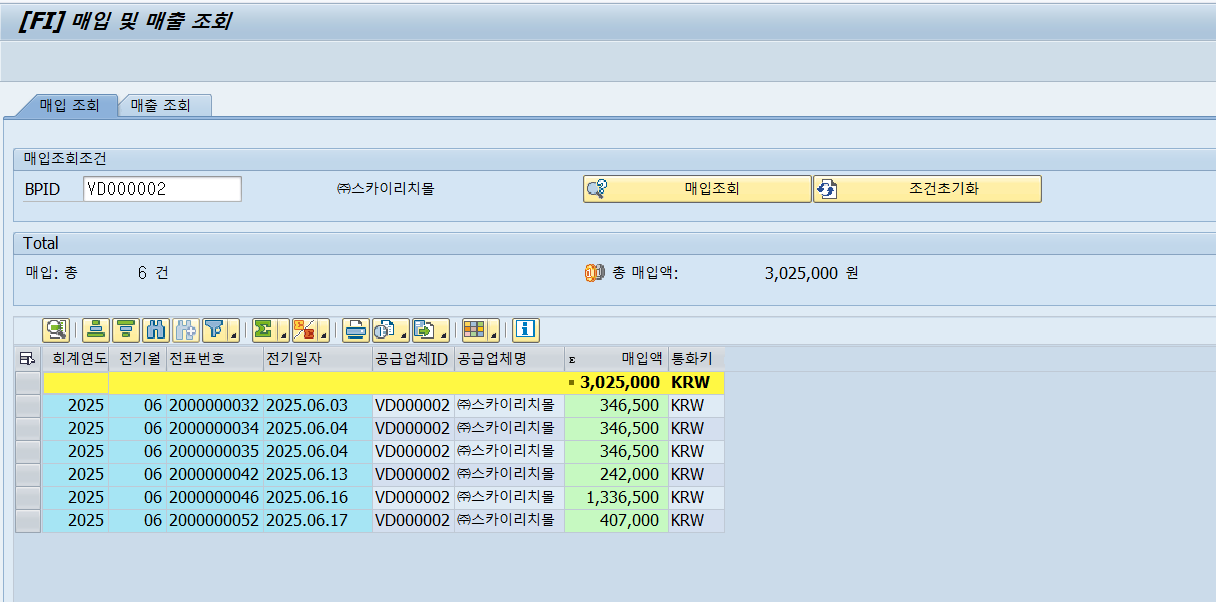 [FI] 매입 및 매출 조회
매입 조회 매출 조회
매입조회조건
BPID VD000002 ㈜스카이리치몰 매입조회 조건초기화
Total
매입: 총 6 건 총 매입액: 3,025,000 원
회계연도 전기월 전표번호 전기일자 공급업체ID 공급업체명 Σ 매입액 통화키
▪ 3,025,000 KRW
2025 06 2000000032 2025.06.03 VD000002 ㈜스카이리치몰 346,500 KRW
2025 06 2000000034 2025.06.04 VD000002 ㈜스카이리치몰 346,500 KRW
2025 06 2000000035 2025.06.04 VD000002 ㈜스카이리치몰 346,500 KRW
2025 06 2000000042 2025.06.13 VD000002 ㈜스카이리치몰 242,000 KRW
2025 06 2000000046 2025.06.16 VD000002 ㈜스카이리치몰 1,336,500 KRW
2025 06 2000000052 2025.06.17 VD000002 ㈜스카이리치몰 407,000 KRW